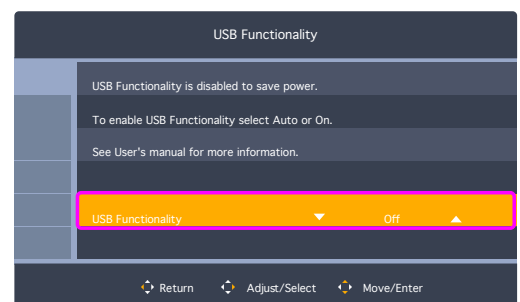 USB Functionality
USB Functionality is disabled to save power.
To enable USB Functionality select Auto or On.
See User's manual for more information.
USB Functionality Off
Return Adjust/Select Move/Enter